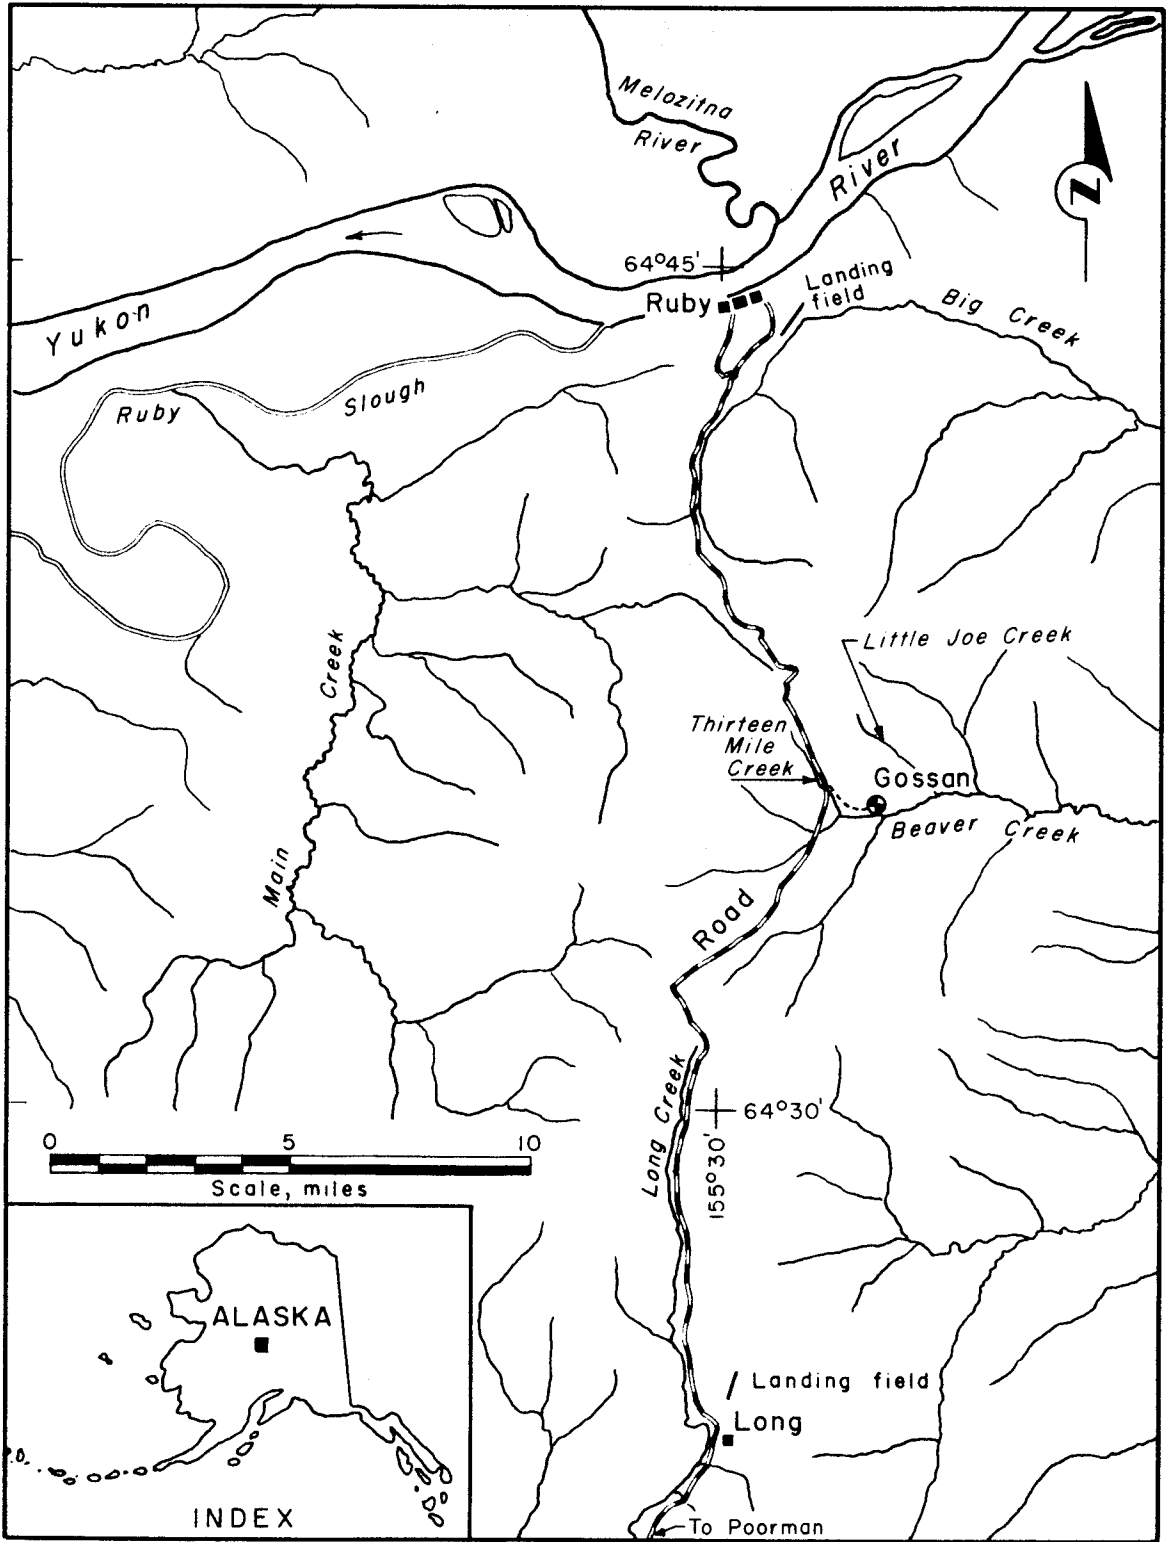 Melozitna
River
River
N
64°45'
Ruby
Landing
field
Big Creek
Yukon
Ruby
Slough
Little Joe Creek
Creek
Thirteen
Mile
Creek
Gossan
Beaver Creek
Main
Road
Long Creek
64°30'
155°30'
0 5 10
Scale, miles
ALASKA
Landing field
Long
INDEX
To Poorman